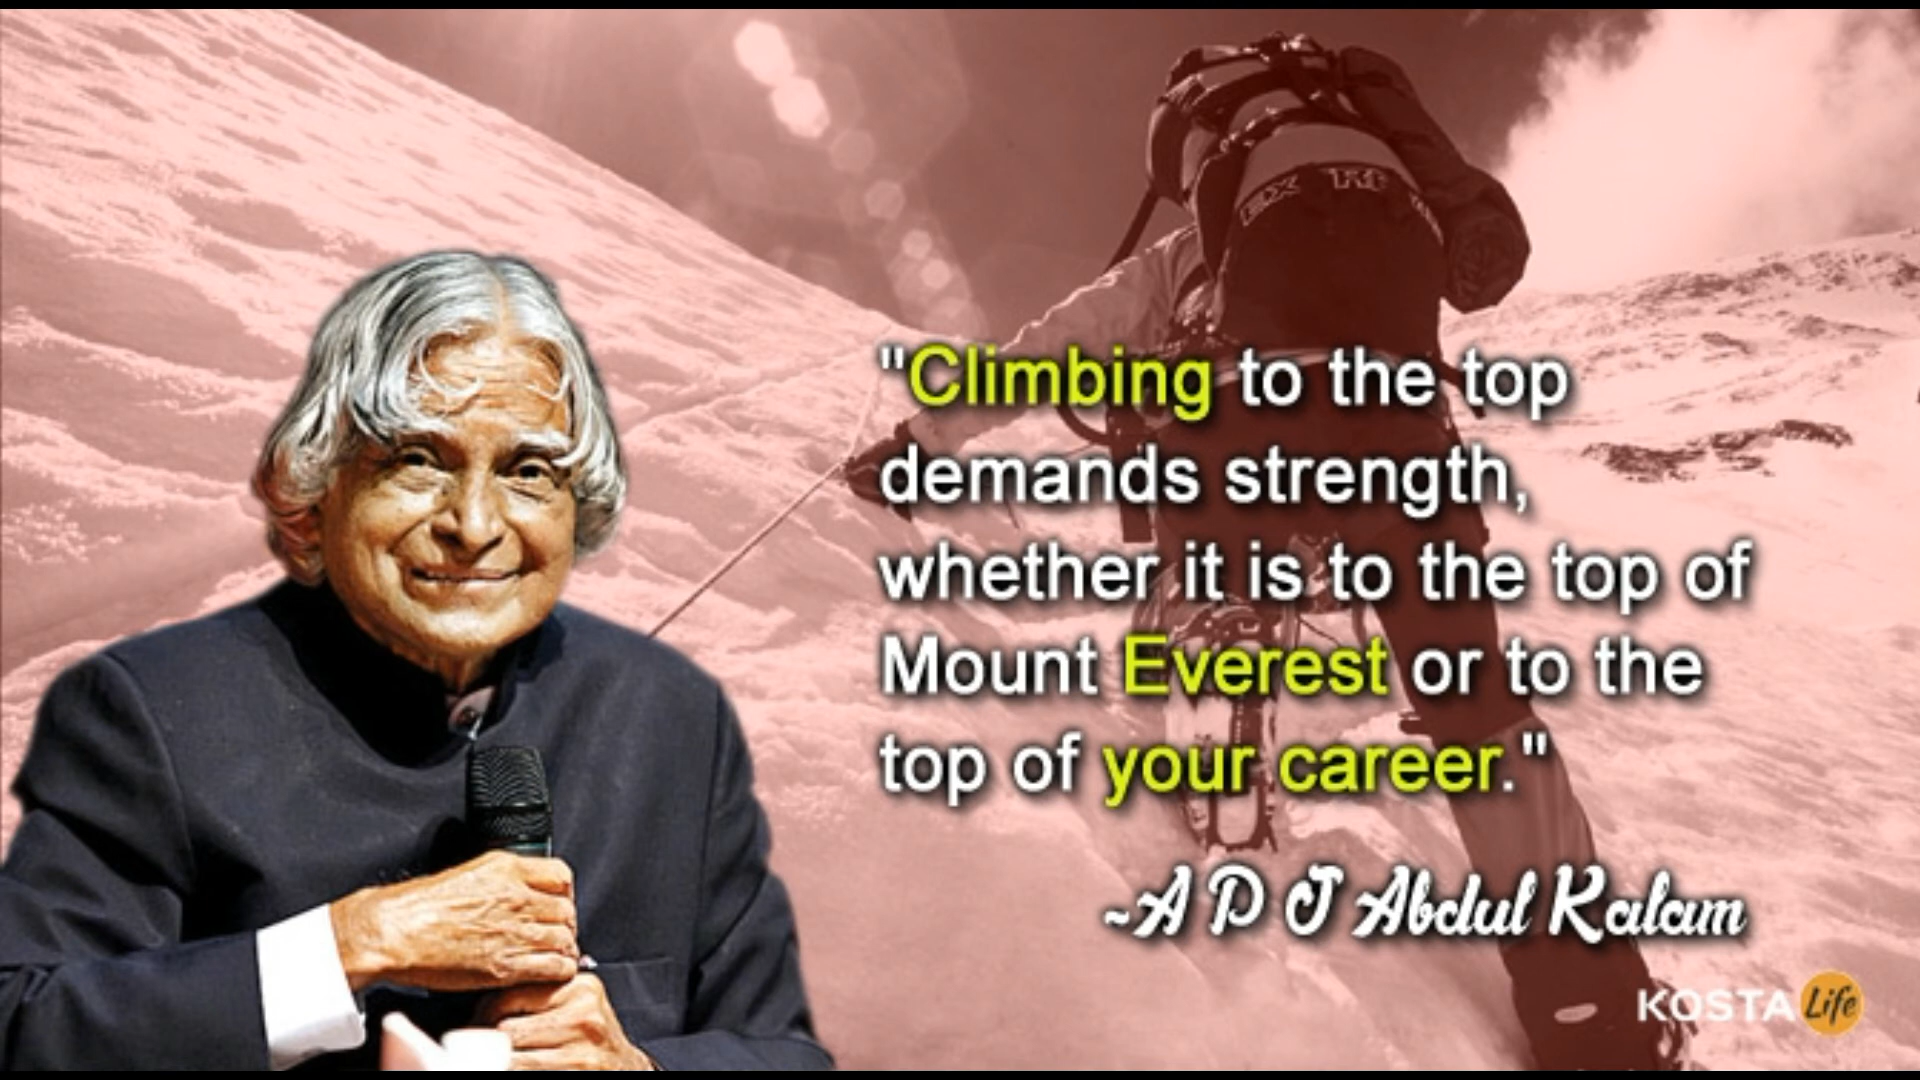 "Climbing to the top
demands strength,
whether it is to the top of
Mount Everest or to the
top of your career."
~A P J Abdul Kalam
KOSTA Life